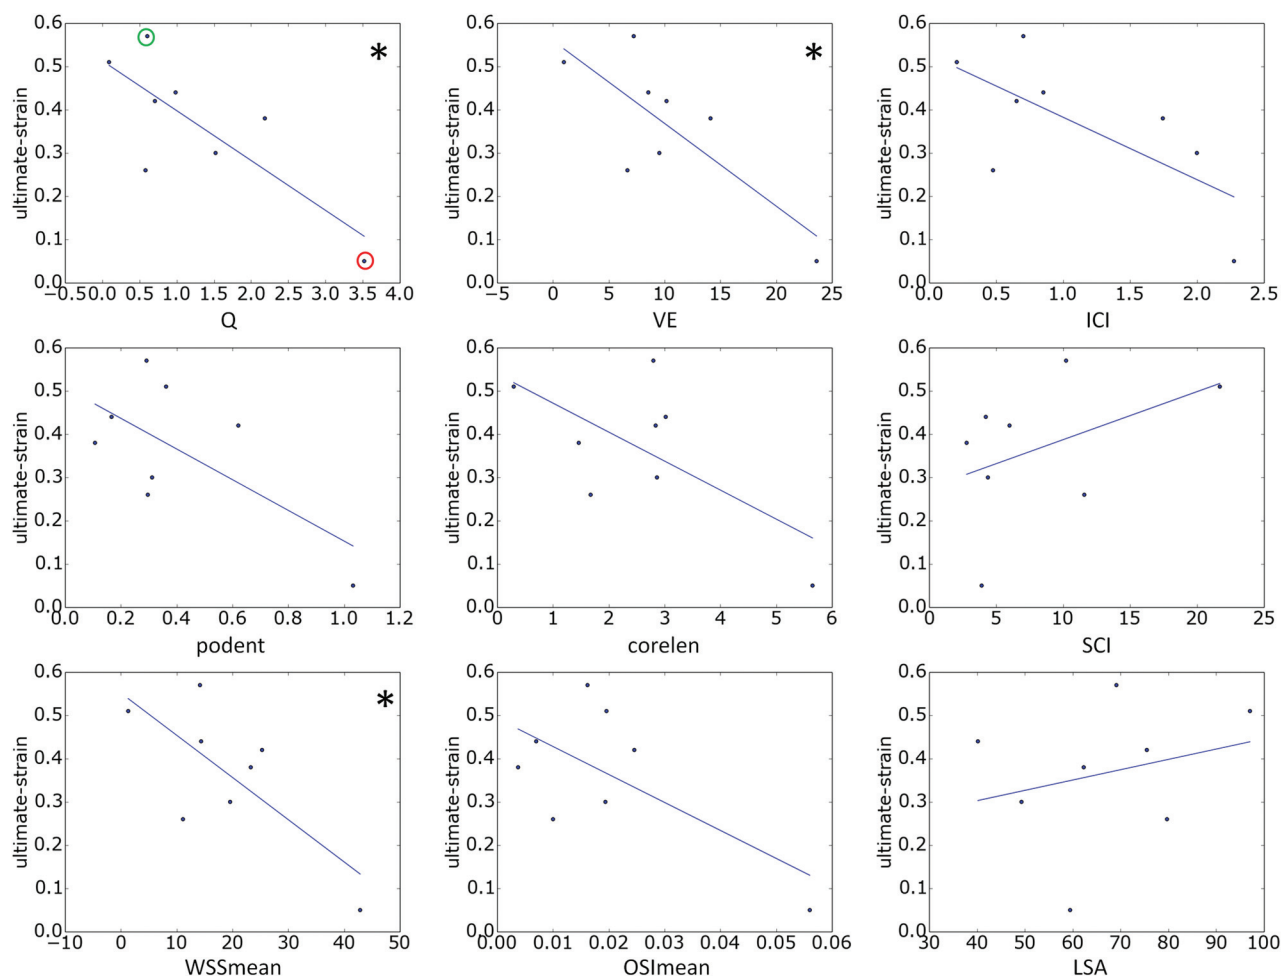 0.6 0.5 0.4 0.3 0.2 0.1 0.0
ultimate-strain
*
−0.5 0.0 0.5 1.0 1.5 2.0 2.5 3.0 3.5 4.0
Q
0.6 0.5 0.4 0.3 0.2 0.1 0.0
ultimate-strain
*
−5 0 5 10 15 20 25
VE
0.6 0.5 0.4 0.3 0.2 0.1 0.0
ultimate-strain
0.0 0.5 1.0 1.5 2.0 2.5
ICI
0.6 0.5 0.4 0.3 0.2 0.1 0.0
ultimate-strain
0.0 0.2 0.4 0.6 0.8 1.0 1.2
podent
0.6 0.5 0.4 0.3 0.2 0.1 0.0
ultimate-strain
0 1 2 3 4 5 6
corelen
0.6 0.5 0.4 0.3 0.2 0.1 0.0
ultimate-strain
0 5 10 15 20 25
SCI
0.6 0.5 0.4 0.3 0.2 0.1 0.0
ultimate-strain
*
−10 0 10 20 30 40 50
WSSmean
0.6 0.5 0.4 0.3 0.2 0.1 0.0
ultimate-strain
0.00 0.01 0.02 0.03 0.04 0.05 0.06
OSImean
0.6 0.5 0.4 0.3 0.2 0.1 0.0
ultimate-strain
30 40 50 60 70 80 90 100
LSA